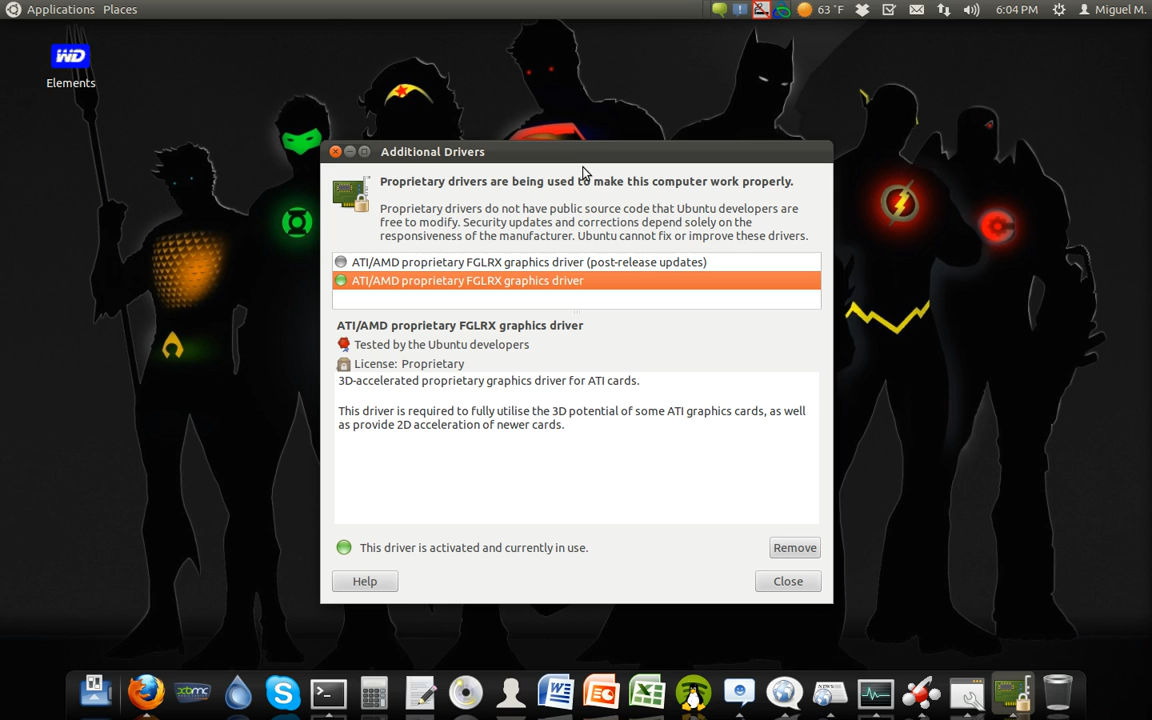 Applications Places 63 °F 6:04 PM Miguel M.
WD
Elements
Additional Drivers
Proprietary drivers are being used to make this computer work properly.
Proprietary drivers do not have public source code that Ubuntu developers are
free to modify. Security updates and corrections depend solely on the
responsiveness of the manufacturer. Ubuntu cannot fix or improve these drivers.
ATI/AMD proprietary FGLRX graphics driver (post-release updates)
ATI/AMD proprietary FGLRX graphics driver
ATI/AMD proprietary FGLRX graphics driver
Tested by the Ubuntu developers
License: Proprietary
3D-accelerated proprietary graphics driver for ATI cards.
This driver is required to fully utilise the 3D potential of some ATI graphics cards, as well
as provide 2D acceleration of newer cards.
This driver is activated and currently in use.
Remove
Help
Close
xbmc
NEWS